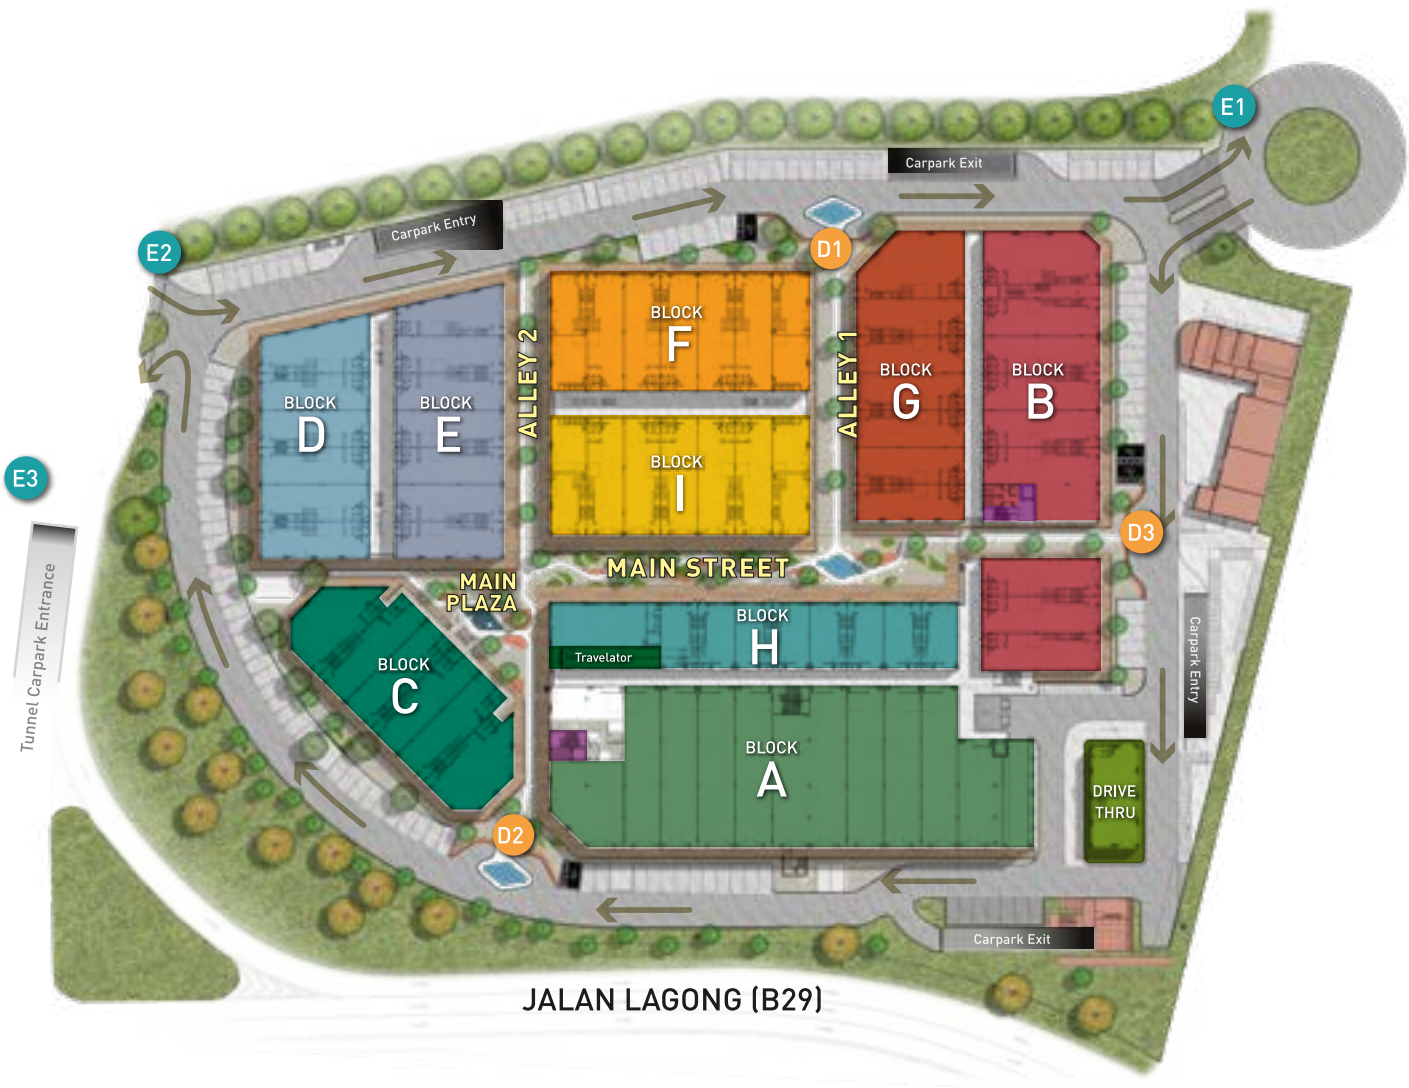 E1
Carpark Exit
Carpark Entry
E2
D1
BLOCK
F
ALLEY 2
ALLEY 1
BLOCK
G
BLOCK
B
BLOCK
D
BLOCK
E
BLOCK
I
E3
D3
Tunnel Carpark Entrance
MAIN STREET
MAIN
PLAZA
BLOCK
H
Travelator
Carpark Entry
BLOCK
C
BLOCK
A
DRIVE
THRU
D2
Carpark Exit
JALAN LAGONG (B29)